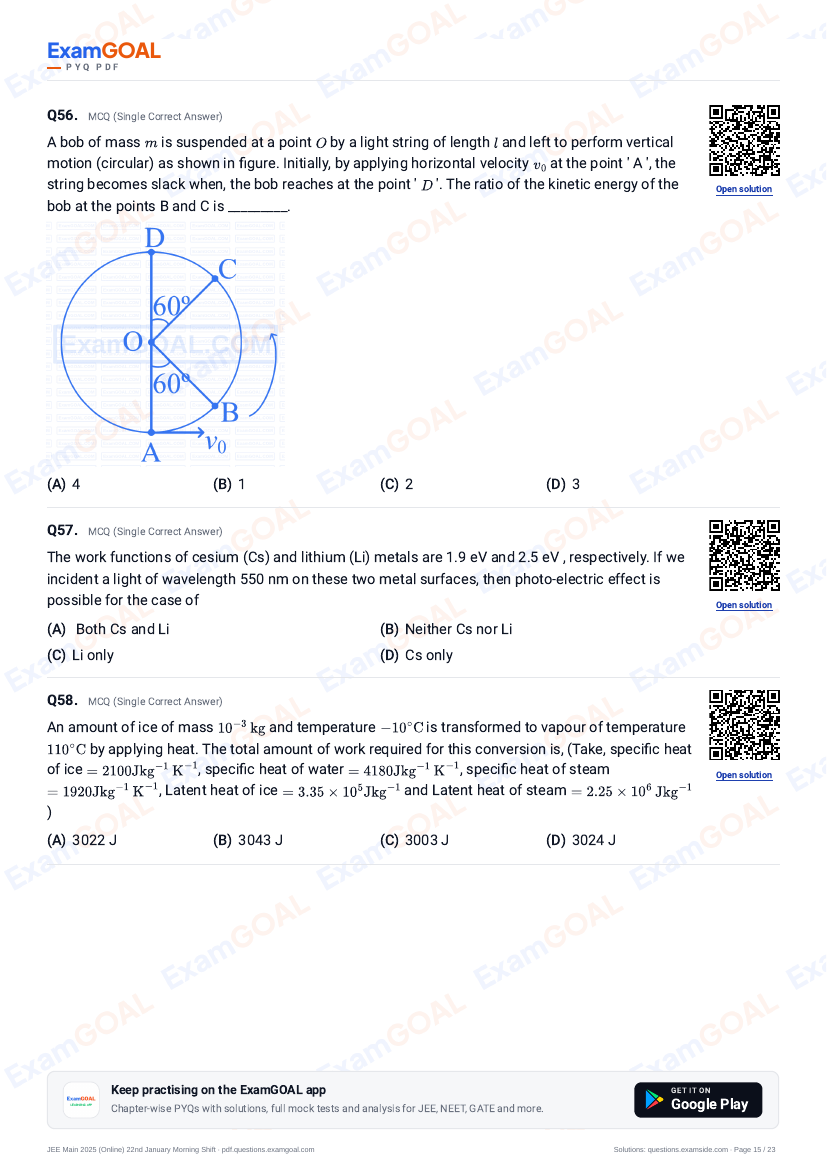 ExamGOAL
PYQ PDF
Q56. MCQ (Single Correct Answer)
A bob of mass m is suspended at a point O by a light string of length l and left to perform vertical
motion (circular) as shown in figure. Initially, by applying horizontal velocity v₀ at the point ' A ', the
string becomes slack when, the bob reaches at the point ' D '. The ratio of the kinetic energy of the
bob at the points B and C is _________.
Open solution
D
C
60°
O
60°
B
A
v₀
ExamGOAL.COM
(A) 4 (B) 1 (C) 2 (D) 3
Q57. MCQ (Single Correct Answer)
The work functions of cesium (Cs) and lithium (Li) metals are 1.9 eV and 2.5 eV , respectively. If we
incident a light of wavelength 550 nm on these two metal surfaces, then photo-electric effect is
possible for the case of
Open solution
(A) Both Cs and Li (B) Neither Cs nor Li
(C) Li only (D) Cs only
Q58. MCQ (Single Correct Answer)
An amount of ice of mass 10⁻³ kg and temperature −10°C is transformed to vapour of temperature
110°C by applying heat. The total amount of work required for this conversion is, (Take, specific heat
of ice = 2100Jkg⁻¹ K⁻¹, specific heat of water = 4180Jkg⁻¹ K⁻¹, specific heat of steam
= 1920Jkg⁻¹ K⁻¹, Latent heat of ice = 3.35 × 10⁵Jkg⁻¹ and Latent heat of steam = 2.25 × 10⁶ Jkg⁻¹
)
Open solution
(A) 3022 J (B) 3043 J (C) 3003 J (D) 3024 J
ExamGOAL
Keep practising on the ExamGOAL app
Chapter-wise PYQs with solutions, full mock tests and analysis for JEE, NEET, GATE and more.
GET IT ON
Google Play
JEE Main 2025 (Online) 22nd January Morning Shift · pdf.questions.examgoal.com
Solutions: questions.examside.com · Page 15 / 23